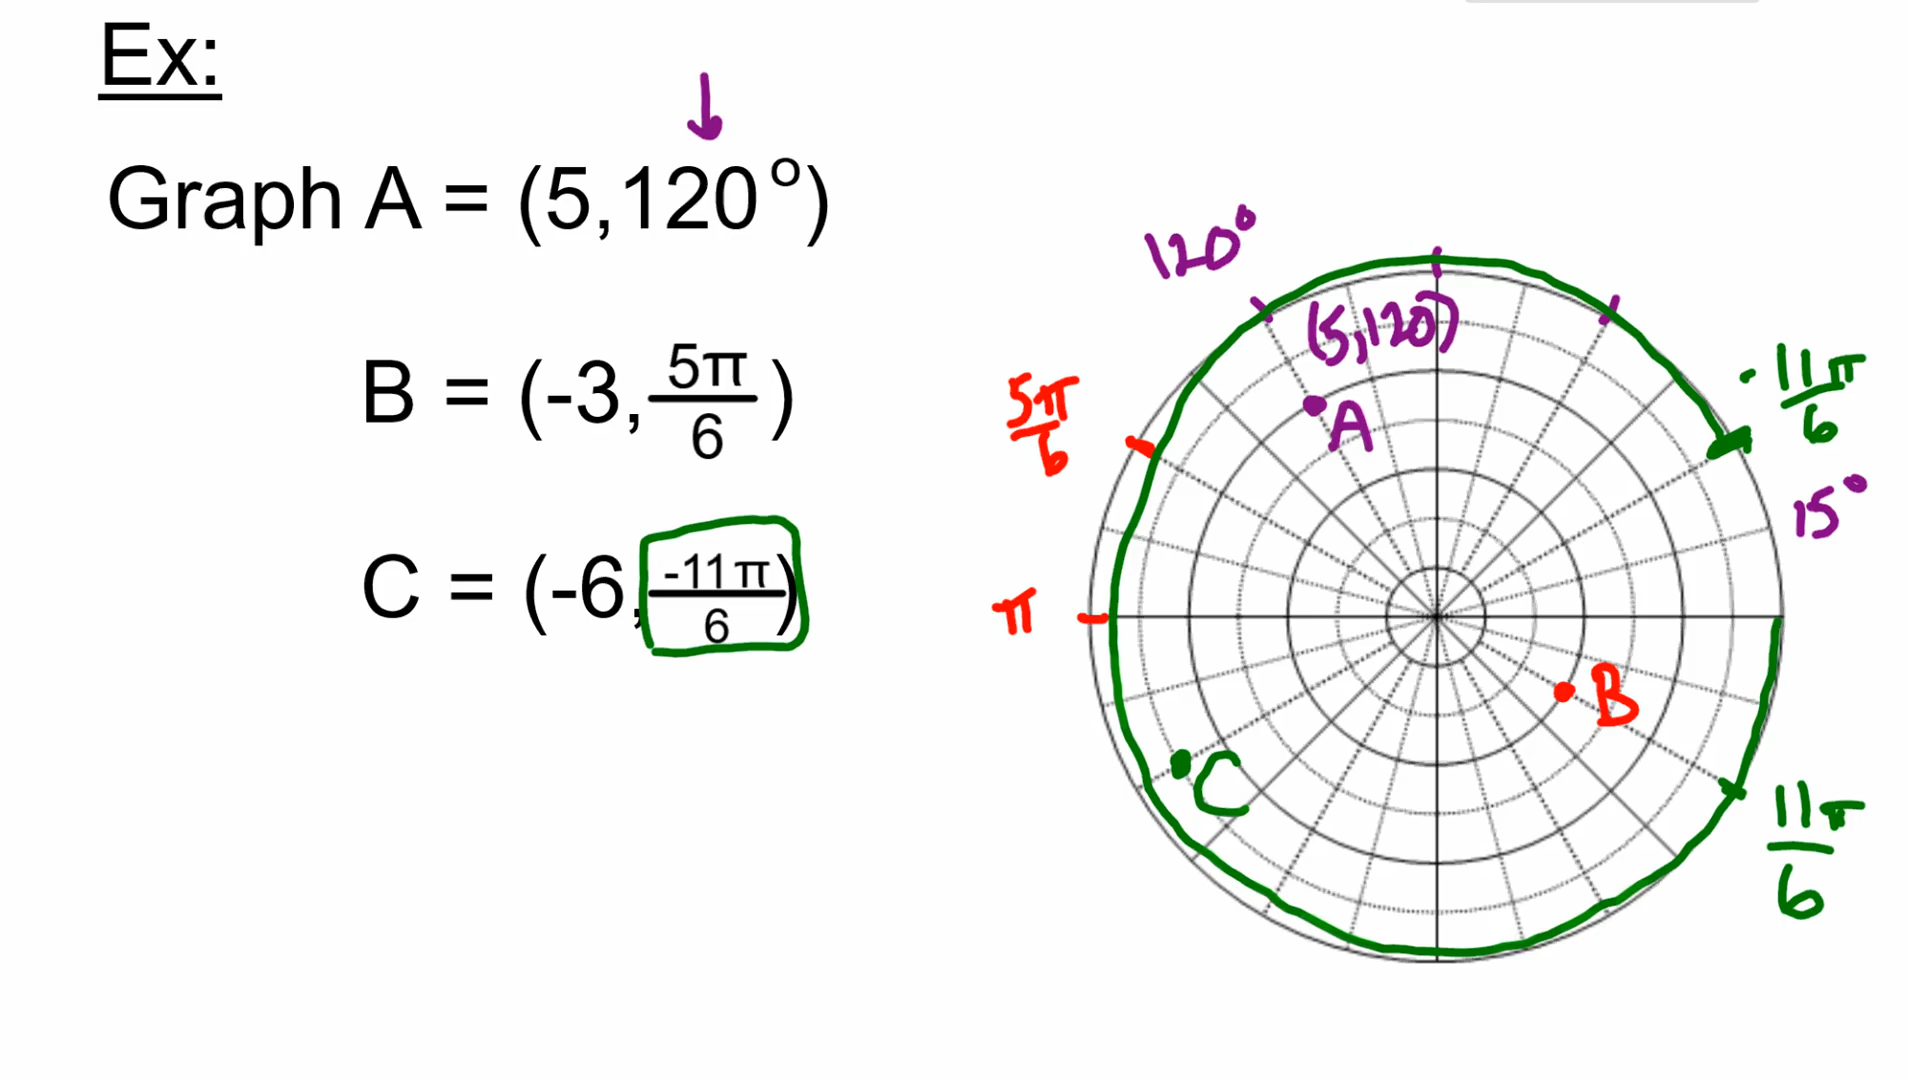 Ex:
Graph A = (5,120°)
B = (-3, 5π/6)
C = (-6, -11π/6)
120°
(5,120)
A
5π/6
-11π/6
15°
π
B
C
11π/6